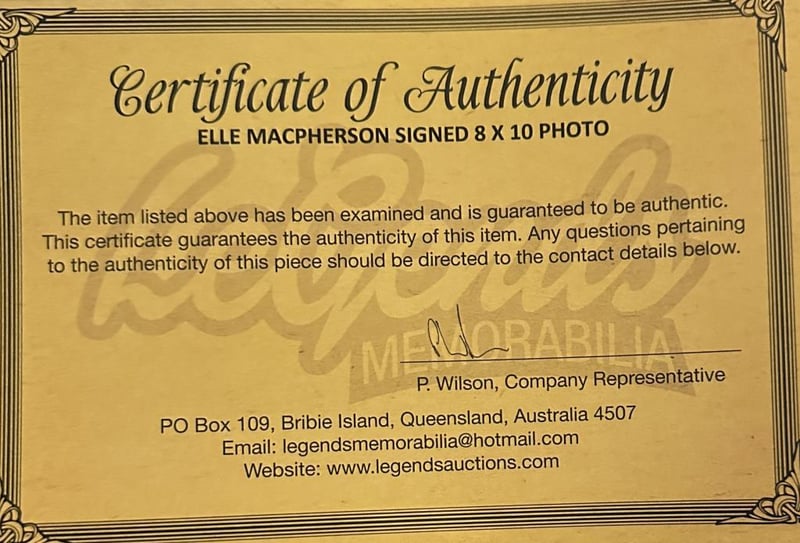 Certificate of Authenticity
ELLE MACPHERSON SIGNED 8 X 10 PHOTO
The item listed above has been examined and is guaranteed to be authentic.
This certificate guarantees the authenticity of this item. Any questions pertaining
to the authenticity of this piece should be directed to the contact details below.
Legends
MEMORABILIA
P. Wilson, Company Representative
PO Box 109, Bribie Island, Queensland, Australia 4507
Email: legendsmemorabilia@hotmail.com
Website: www.legendsauctions.com